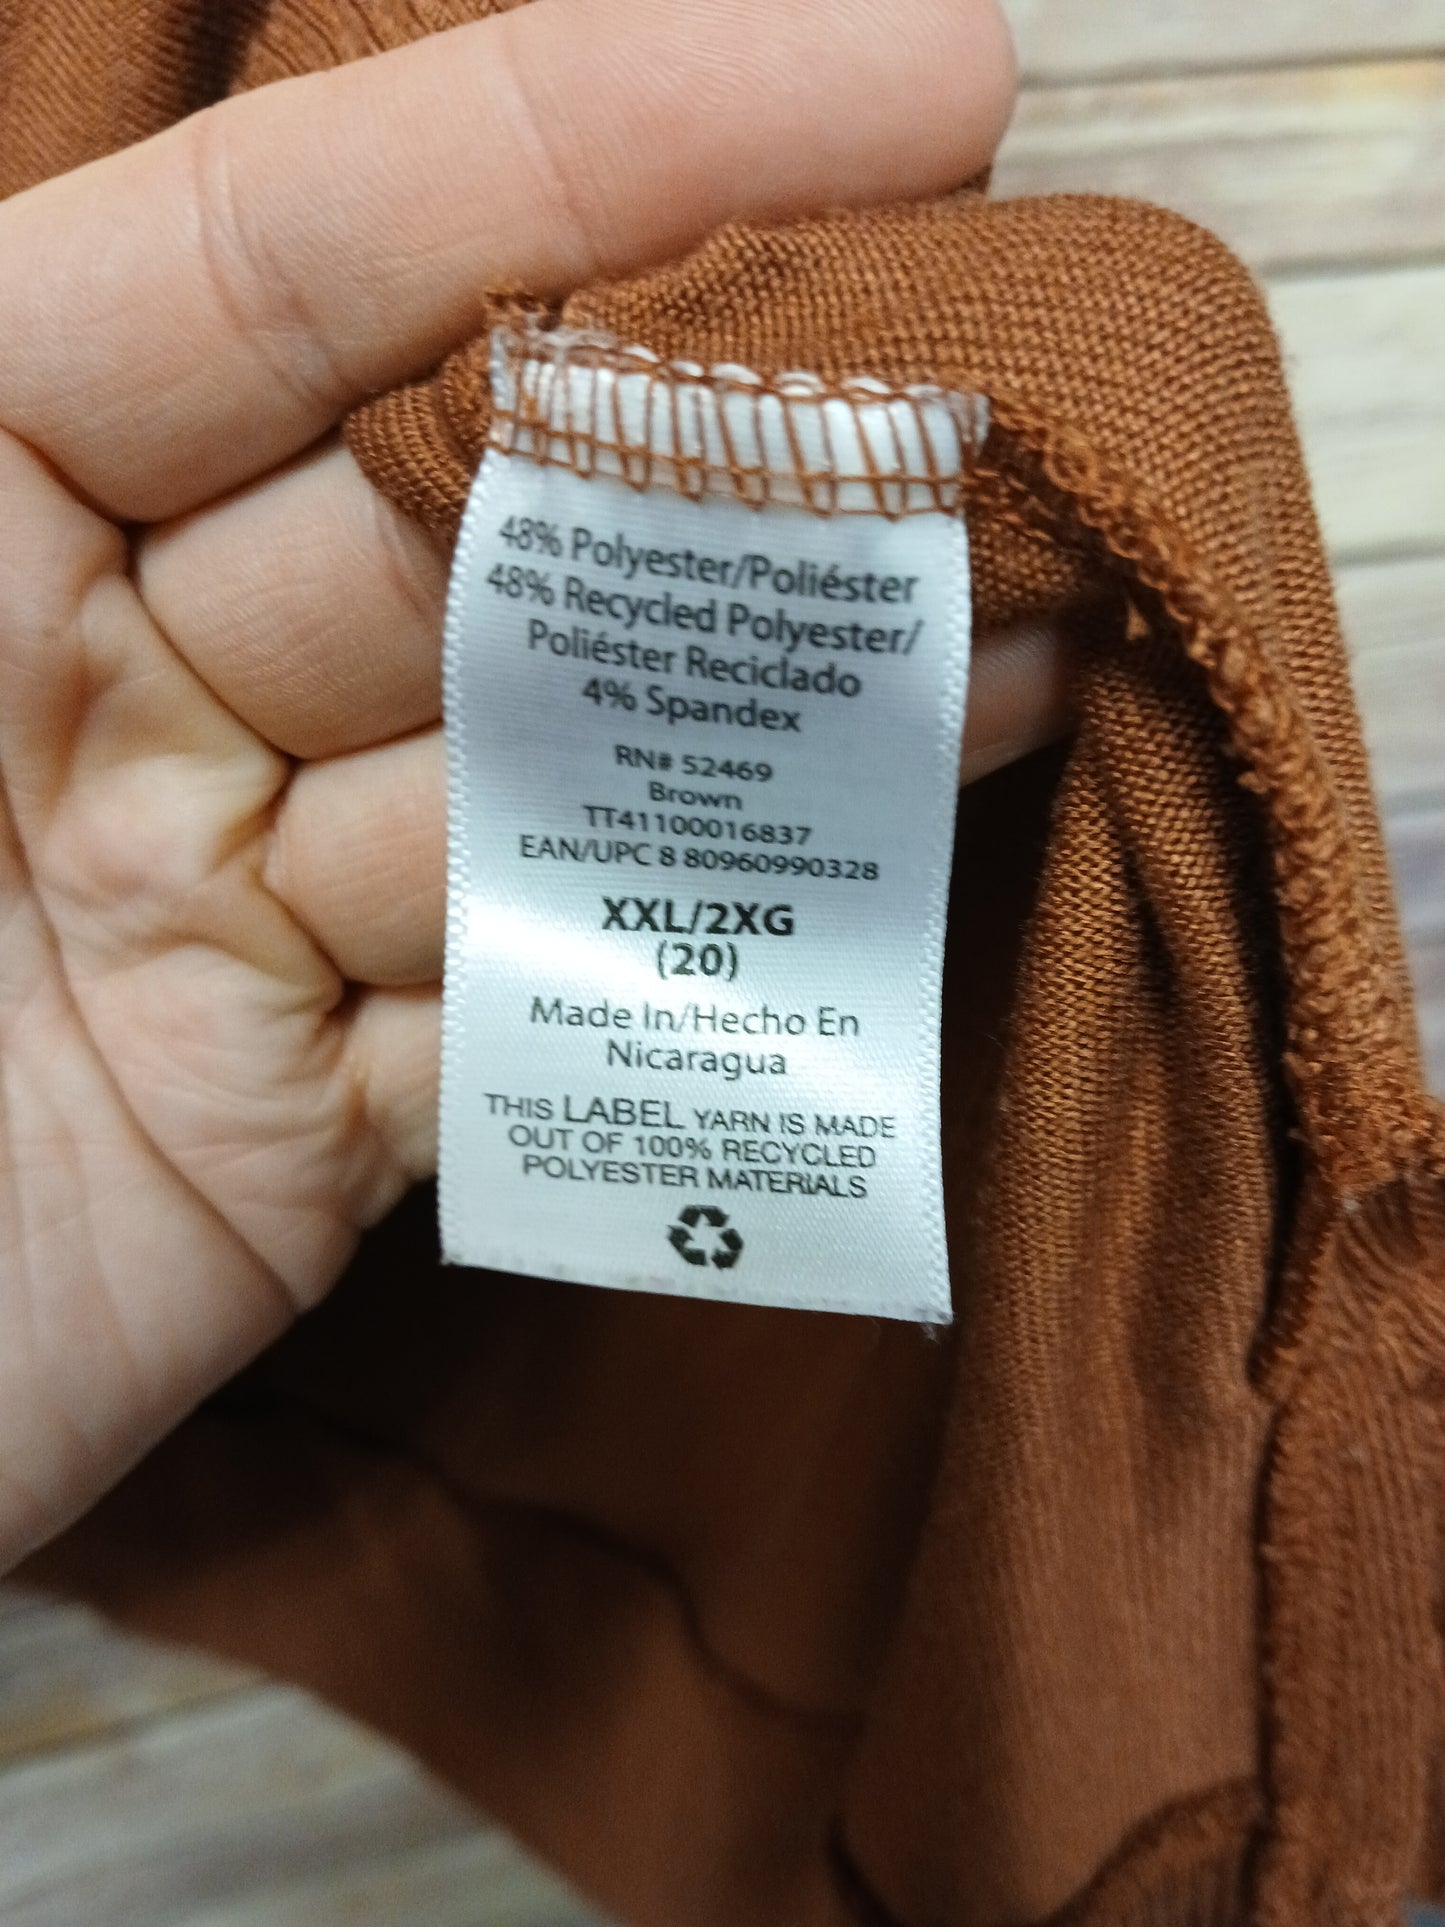 48% Polyester/Poliéster
48% Recycled Polyester/
Poliéster Reciclado
4% Spandex
RN# 52469
Brown
TT41100016837
EAN/UPC 8 80960990328
XXL/2XG
(20)
Made In/Hecho En
Nicaragua
THIS LABEL YARN IS MADE
OUT OF 100% RECYCLED
POLYESTER MATERIALS